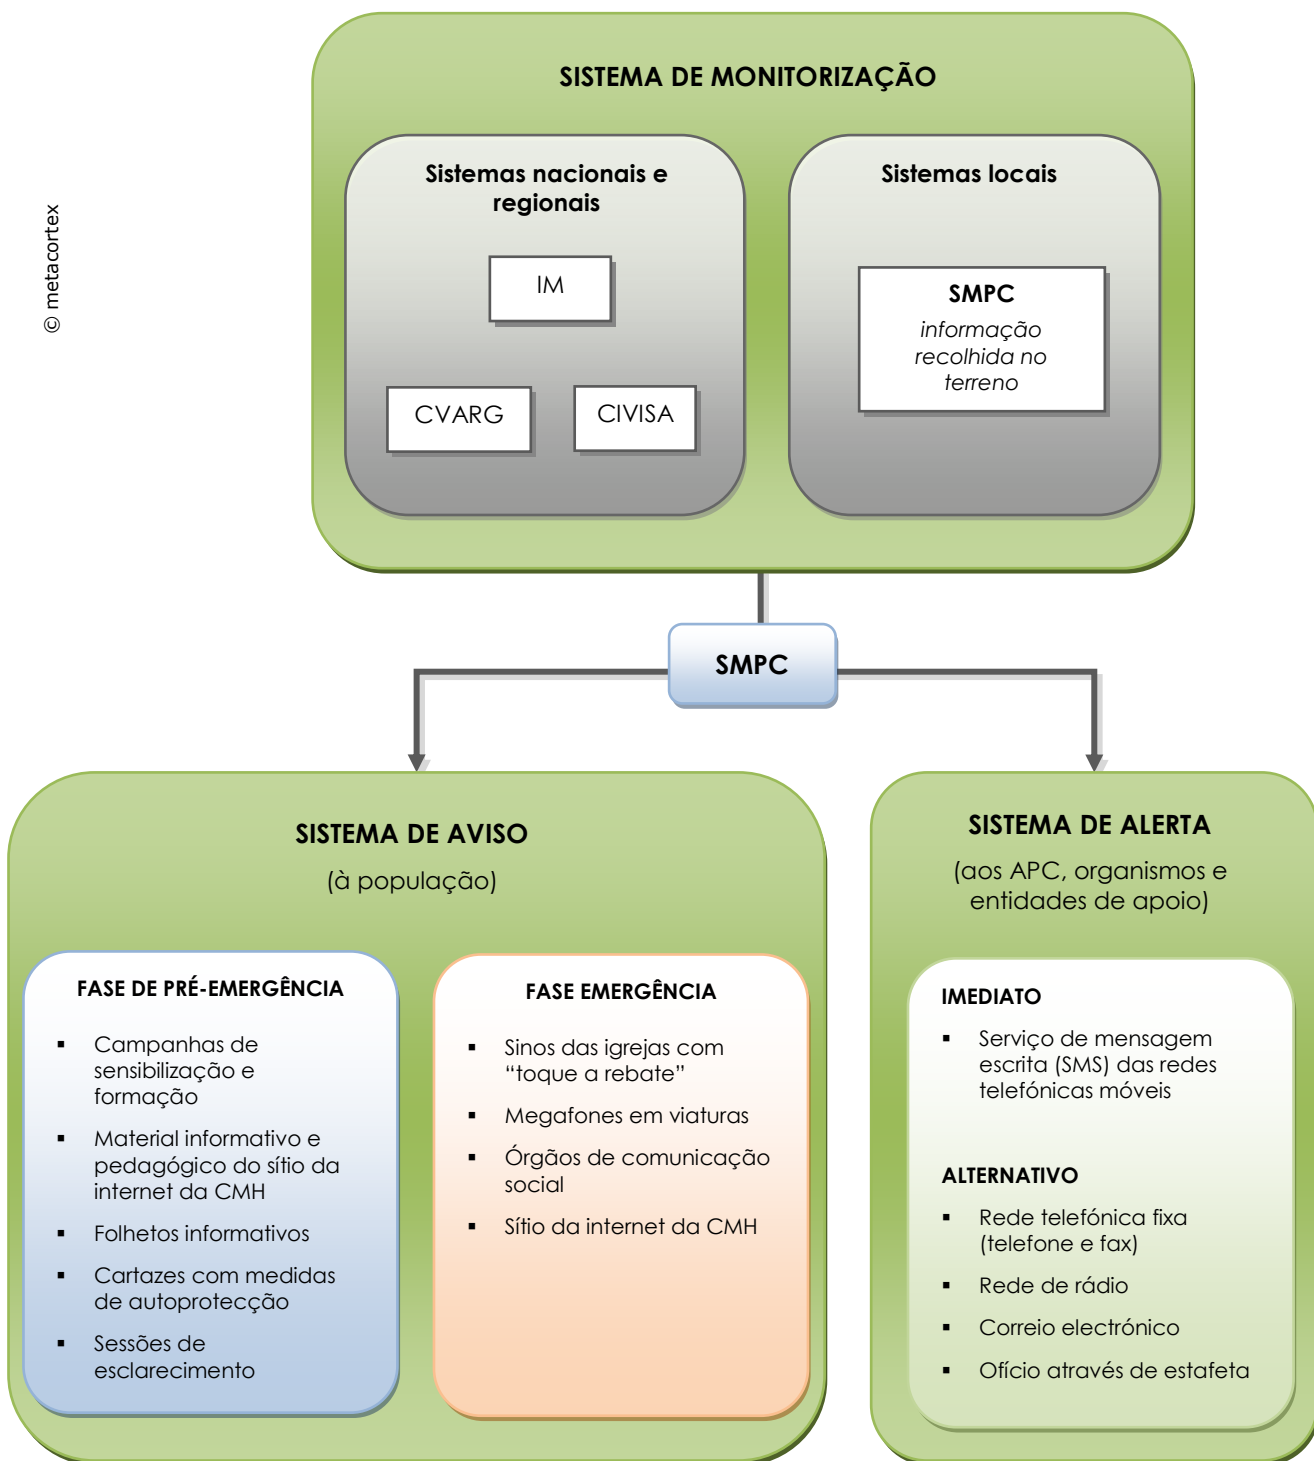 © metacortex
SISTEMA DE MONITORIZAÇÃO
Sistemas nacionais e
regionais
IM
CVARG
CIVISA
Sistemas locais
SMPC
informação
recolhida no
terreno
SMPC
SISTEMA DE AVISO
(à população)
FASE DE PRÉ-EMERGÊNCIA
▪ Campanhas de
sensibilização e
formação
▪ Material informativo e
pedagógico do sítio da
internet da CMH
▪ Folhetos informativos
▪ Cartazes com medidas
de autoprotecção
▪ Sessões de
esclarecimento
FASE EMERGÊNCIA
▪ Sinos das igrejas com
“toque a rebate”
▪ Megafones em viaturas
▪ Órgãos de comunicação
social
▪ Sítio da internet da CMH
SISTEMA DE ALERTA
(aos APC, organismos e
entidades de apoio)
IMEDIATO
▪ Serviço de mensagem
escrita (SMS) das redes
telefónicas móveis
ALTERNATIVO
▪ Rede telefónica fixa
(telefone e fax)
▪ Rede de rádio
▪ Correio electrónico
▪ Ofício através de estafeta